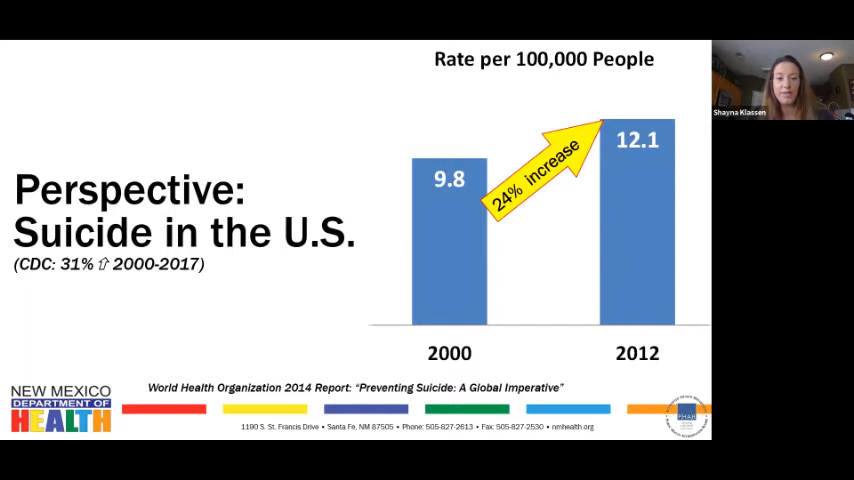 Rate per 100,000 People
Shayna Klassen
12.1
9.8
24% increase
Perspective:
Suicide in the U.S.
(CDC: 31% ⇧ 2000-2017)
2000
2012
World Health Organization 2014 Report: “Preventing Suicide: A Global Imperative”
NEW MEXICO
DEPARTMENT OF
HEALTH
PHAB
1190 S. St. Francis Drive • Santa Fe, NM 87505 • Phone: 505-827-2613 • Fax: 505-827-2530 • nmhealth.org